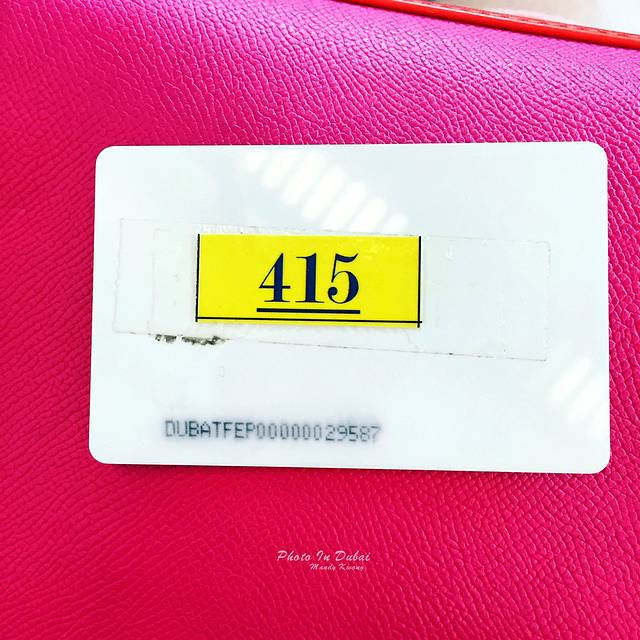 415
DUBATFEP00000029587
Photo In Dubai
Mandy Kwong